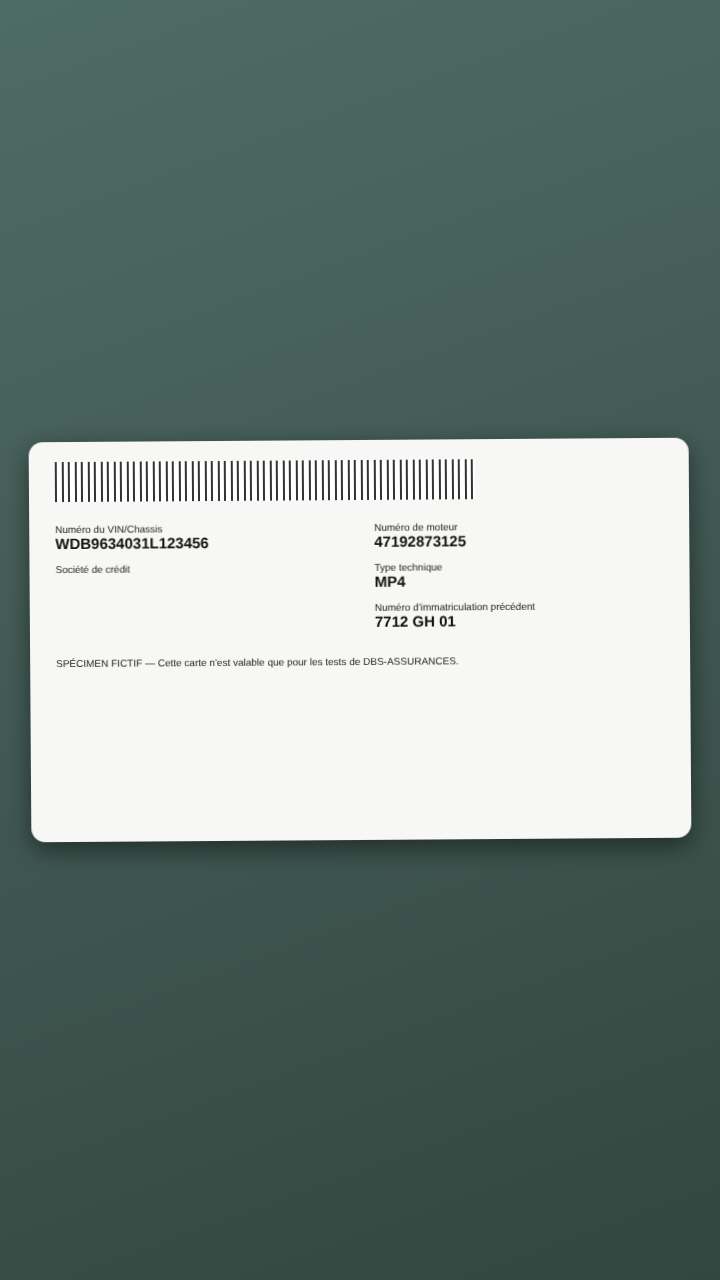 Numéro du VIN/Chassis
WDB9634031L123456
Société de crédit
Numéro de moteur
47192873125
Type technique
MP4
Numéro d'immatriculation précédent
7712 GH 01
SPÉCIMEN FICTIF — Cette carte n'est valable que pour les tests de DBS-ASSURANCES.